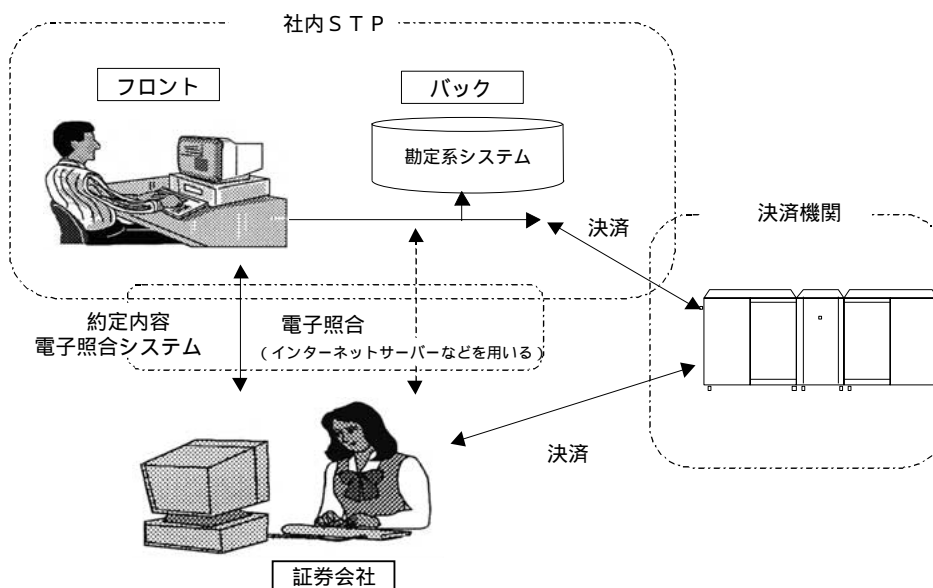 社内ＳＴＰ
フロント
バック
勘定系システム
決済
決済機関
約定内容
電子照合システム
電子照合
（インターネットサーバーなどを用いる）
決済
証券会社